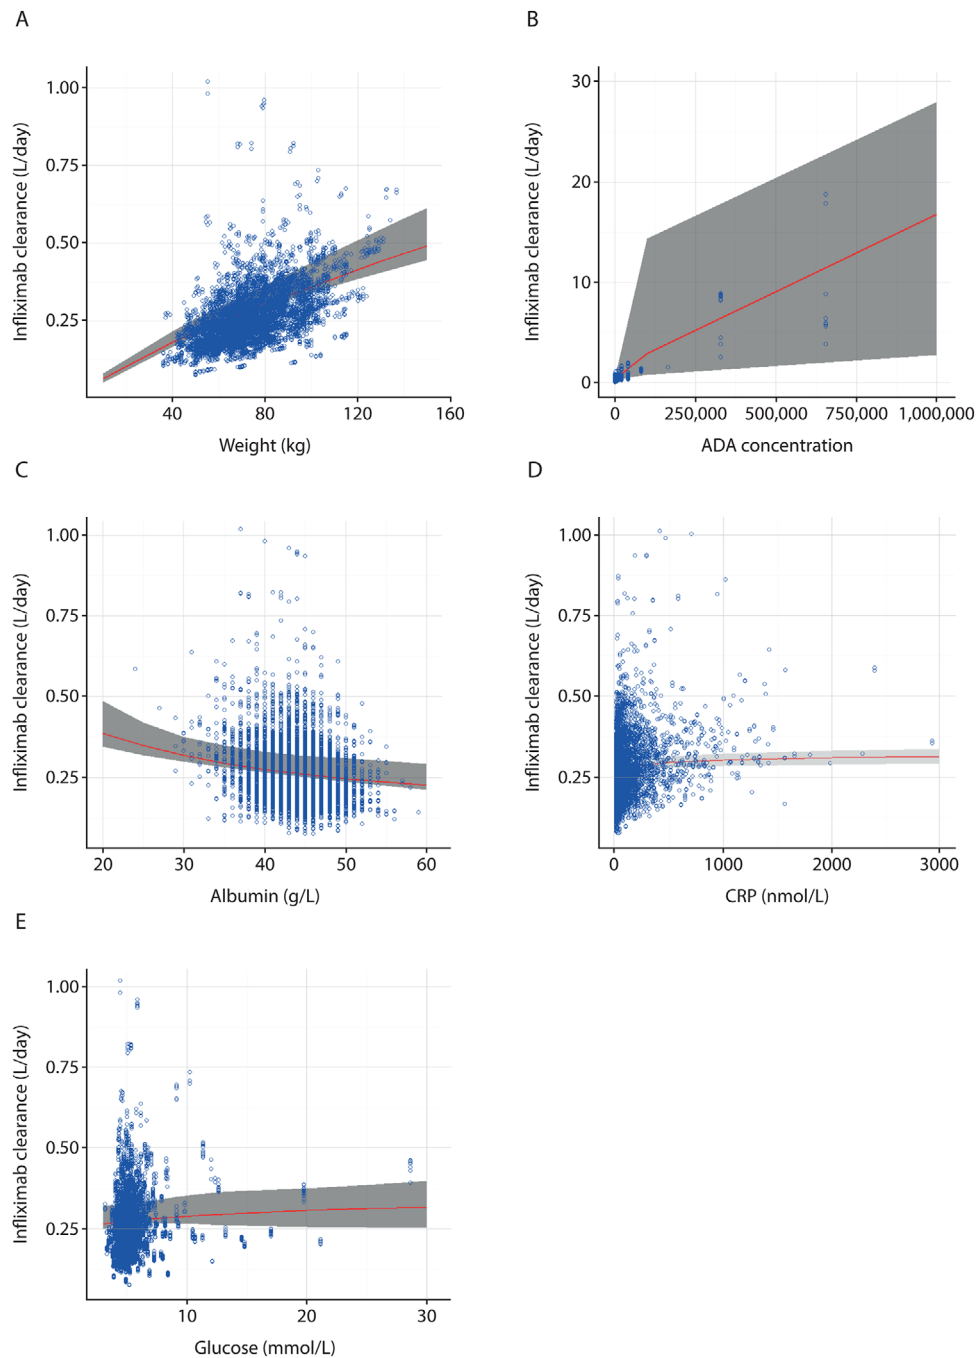 A
Infliximab clearance (L/day)
1.00
0.75
0.50
0.25
40
80
120
160
Weight (kg)
B
Infliximab clearance (L/day)
30
20
10
0
0
250,000
500,000
750,000
1,000,000
ADA concentration
C
Infliximab clearance (L/day)
1.00
0.75
0.50
0.25
20
30
40
50
60
Albumin (g/L)
D
Infliximab clearance (L/day)
1.00
0.75
0.50
0.25
0
1000
2000
3000
CRP (nmol/L)
E
Infliximab clearance (L/day)
1.00
0.75
0.50
0.25
10
20
30
Glucose (mmol/L)